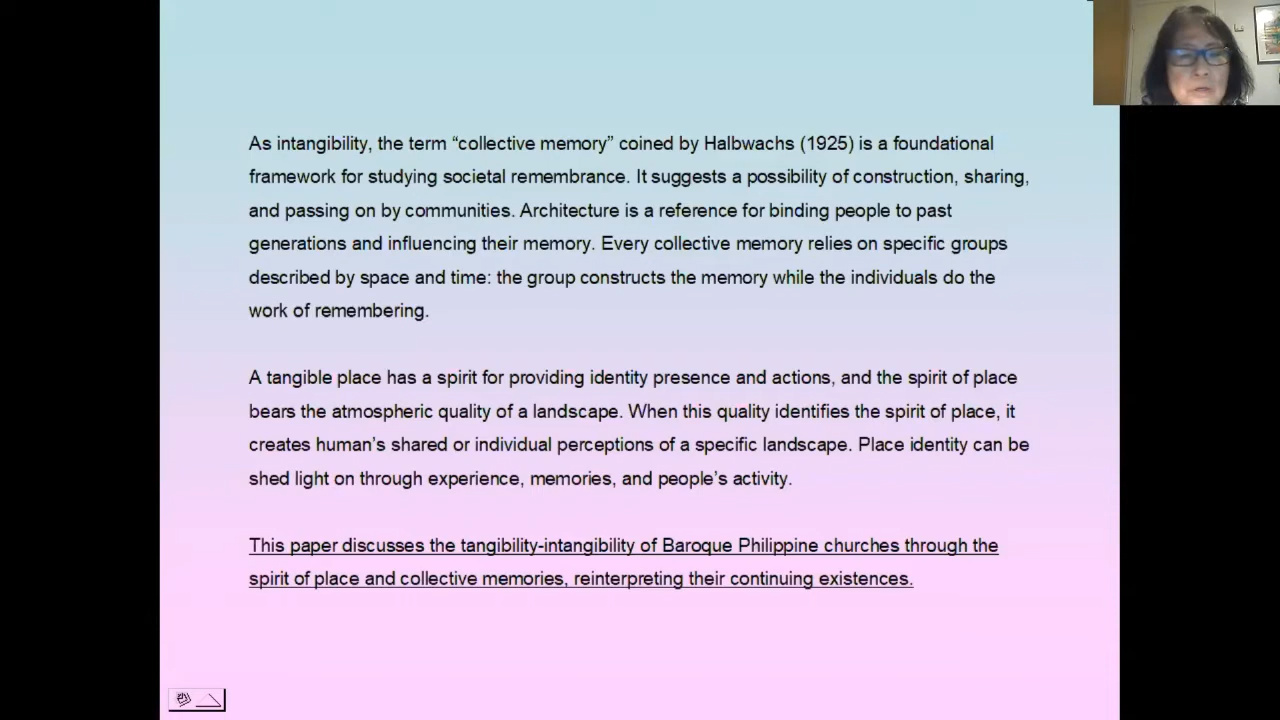 As intangibility, the term “collective memory” coined by Halbwachs (1925) is a foundational
framework for studying societal remembrance. It suggests a possibility of construction, sharing,
and passing on by communities. Architecture is a reference for binding people to past
generations and influencing their memory. Every collective memory relies on specific groups
described by space and time: the group constructs the memory while the individuals do the
work of remembering.
A tangible place has a spirit for providing identity presence and actions, and the spirit of place
bears the atmospheric quality of a landscape. When this quality identifies the spirit of place, it
creates human’s shared or individual perceptions of a specific landscape. Place identity can be
shed light on through experience, memories, and people’s activity.
This paper discusses the tangibility-intangibility of Baroque Philippine churches through the
spirit of place and collective memories, reinterpreting their continuing existences.